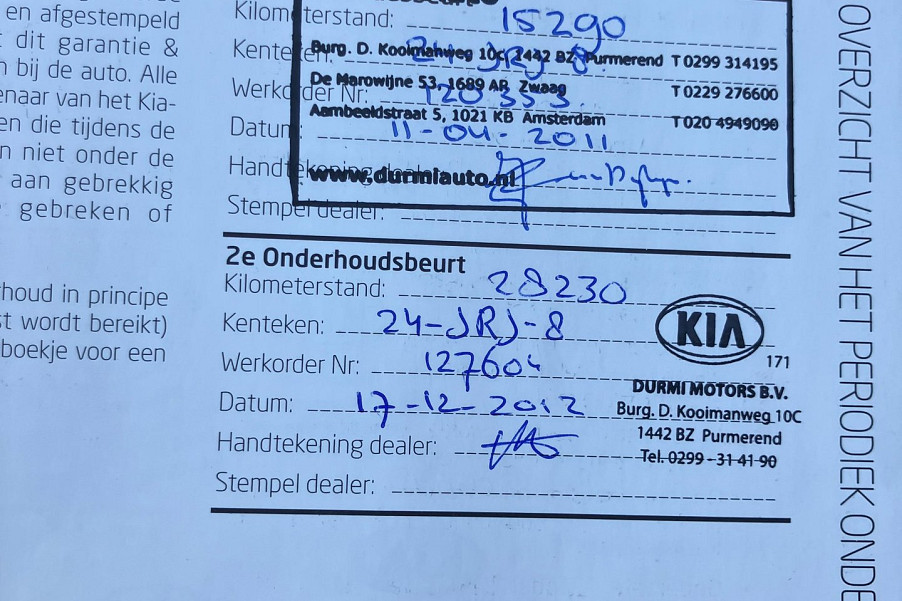 en afgestempeld
dit garantie &
bij de auto. Alle
enaar van het Kia-
en die tijdens de
niet onder de
aan gebrekkig
gebreken of
houd in principe
wordt bereikt)
boekje voor een
Kilometerstand: 15290
Kenteken:
Burg. D. Kooimanweg 10c, 1442 BZ Purmerend T 0299 314195
Werkorder Nr: 120353
De Marowijne 53, 1689 AR Zwaag T 0229 276600
Aambeeldstraat 5, 1021 KB Amsterdam T 020 4949090
Datum: 11-04-2011
Handtekening dealer:
www.durmiauto.nl
Stempel dealer:
2e Onderhoudsbeurt
Kilometerstand: 28230
Kenteken: 24-JRJ-8
Werkorder Nr: 127604
Datum: 17-12-2012
Handtekening dealer:
Stempel dealer:
KIA
171
DURMI MOTORS B.V.
Burg. D. Kooimanweg 10C
1442 BZ Purmerend
Tel. 0299-31 41 90
OVERZICHT VAN HET PERIODIEK ONDE